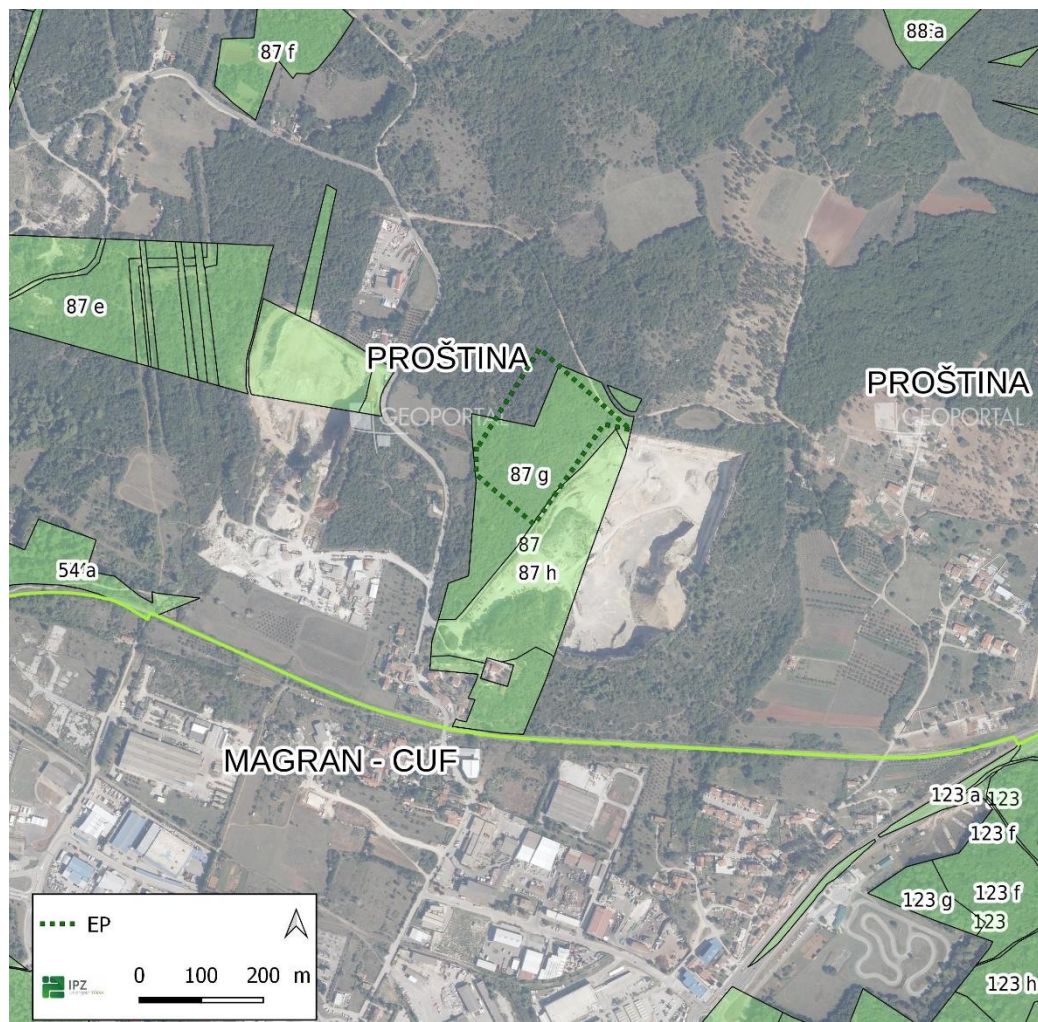 87 f
88 a
87 e
PROŠTINA
PROŠTINA
GEOPORTAL
GEOPORTAL
87 g
87
87 h
54 a
MAGRAN - CUF
123 a
123
123 f
123 f
123 g
123
123 h
EP
IPZ
0 100 200 m